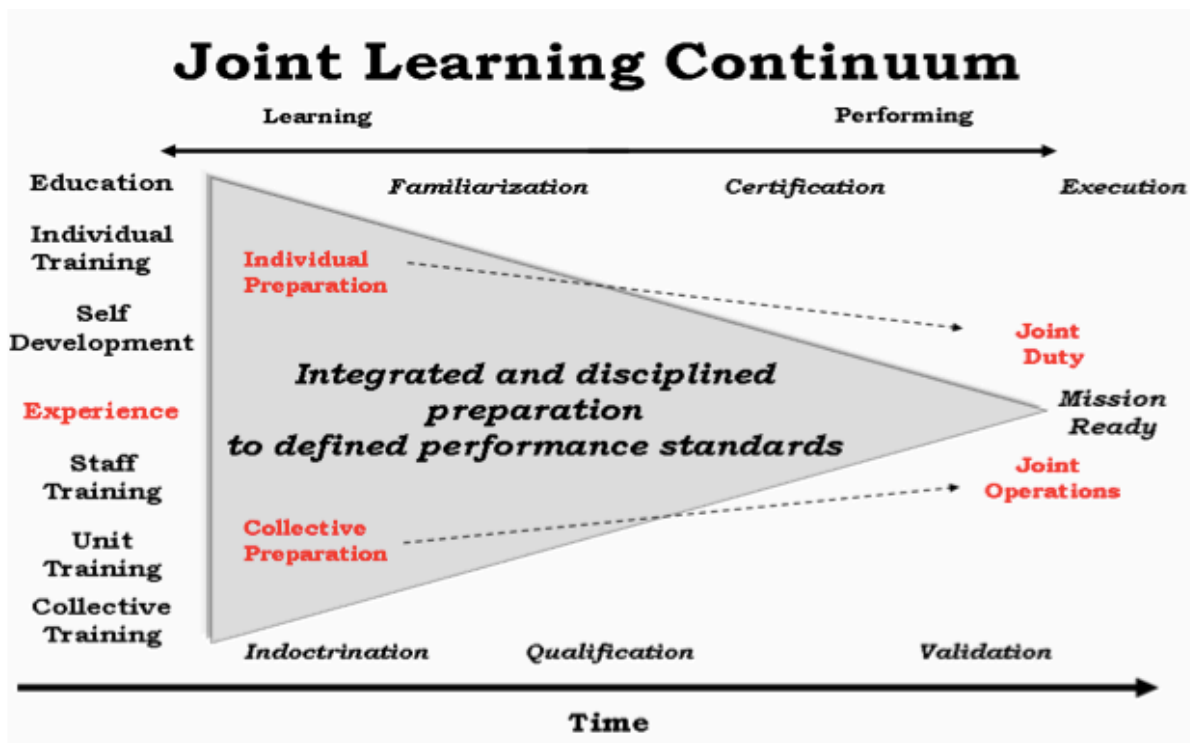 Joint Learning Continuum
Learning
Performing
Education
Familiarization
Certification
Execution
Individual
Training
Individual
Preparation
Self
Development
Joint
Duty
Integrated and disciplined
preparation
to defined performance standards
Experience
Mission
Ready
Staff
Training
Joint
Operations
Unit
Training
Collective
Preparation
Collective
Training
Indoctrination
Qualification
Validation
Time